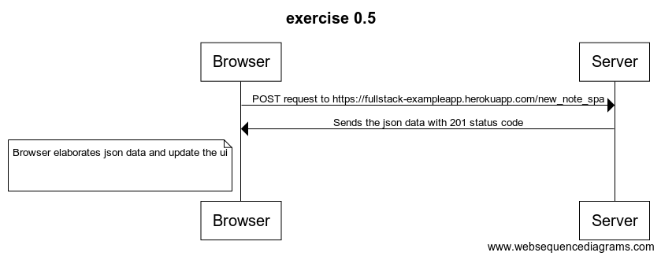 exercise 0.5
Browser
Server
POST request to https://fullstack-exampleapp.herokuapp.com/new_note_spa
Sends the json data with 201 status code
Browser elaborates json data and update the ui
Browser
Server
www.websequencediagrams.com